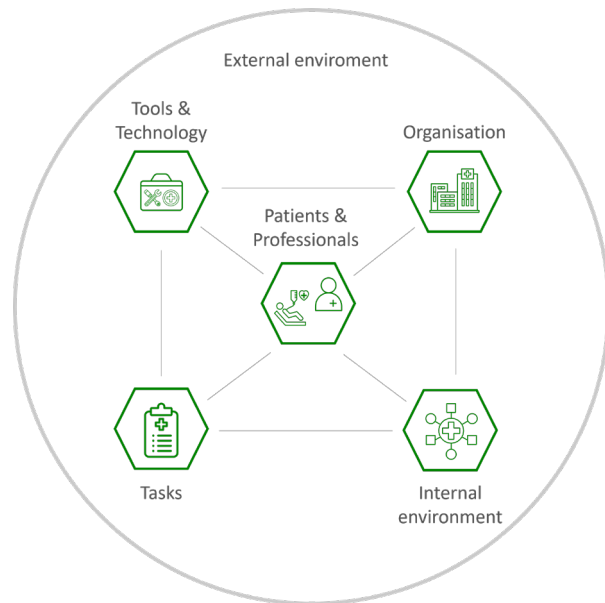 External enviroment
Tools &
Technology
Organisation
Patients &
Professionals
Tasks
Internal
environment